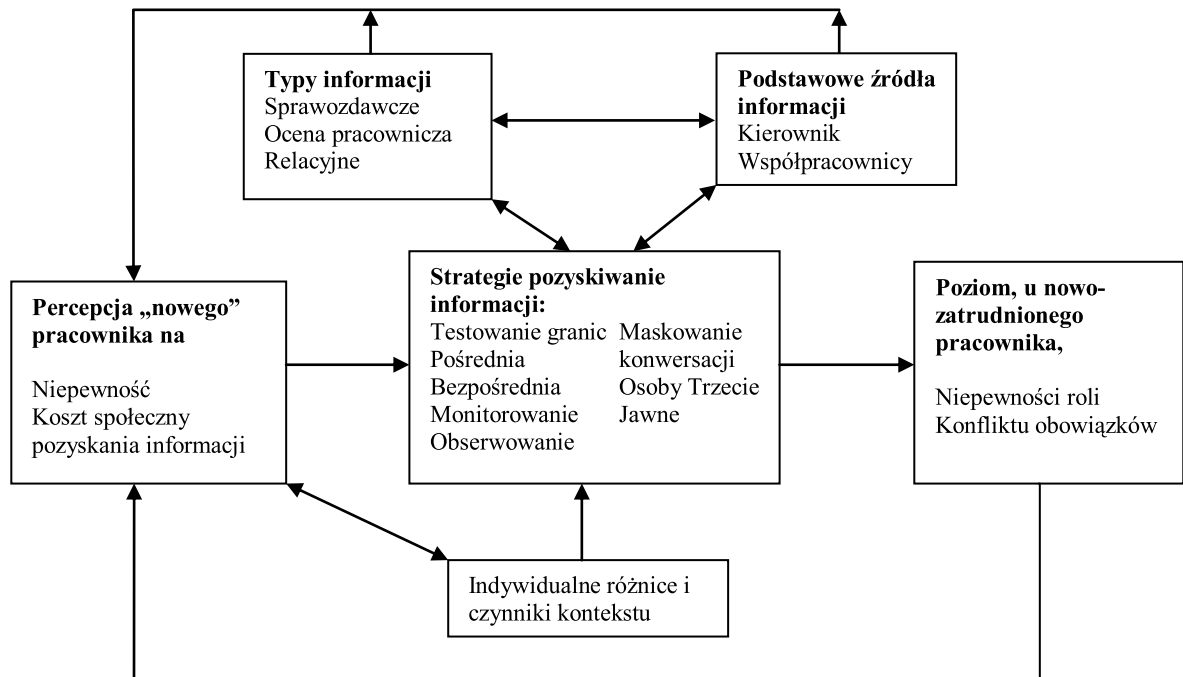 Typy informacji
Sprawozdawcze
Ocena pracownicza
Relacyjne
Podstawowe źródła
informacji
Kierownik
Współpracownicy
Percepcja „nowego”
pracownika na
Niepewność
Koszt społeczny
pozyskania informacji
Strategie pozyskiwanie
informacji:
Testowanie granic
Pośrednia
Bezpośrednia
Monitorowanie
Obserwowanie
Maskowanie
konwersacji
Osoby Trzecie
Jawne
Poziom, u nowo-
zatrudnionego
pracownika,
Niepewności roli
Konfliktu obowiązków
Indywidualne różnice i
czynniki kontekstu